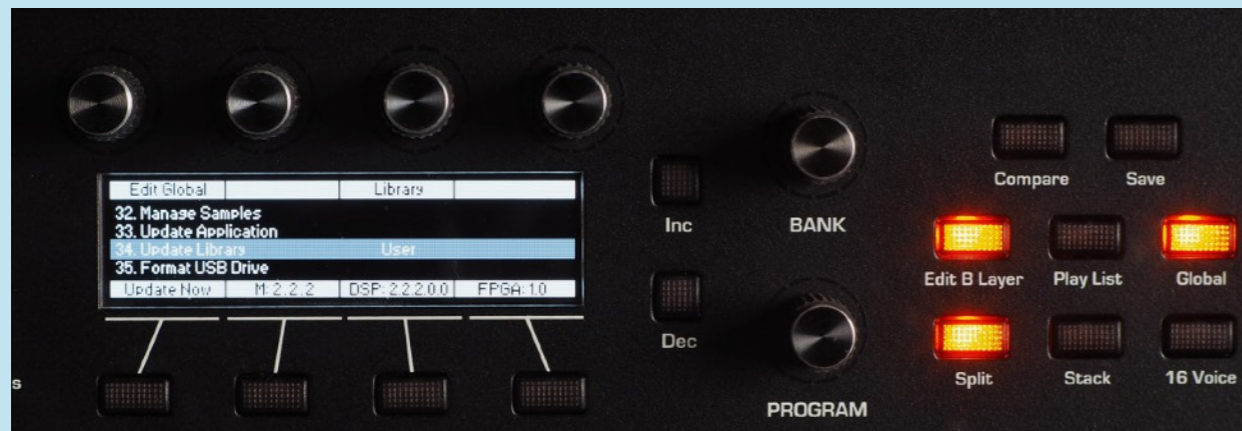 Edit Global Library
32. Manage Samples
33. Update Application
34. Update Library User
35. Format USB Drive
Update Now M: 2.2.2 DSP: 2.2.2.0.0 FPGA: 1.0
Inc
Dec
BANK
PROGRAM
Compare Save
Edit B Layer Play List Global
Split Stack 16 Voice
s